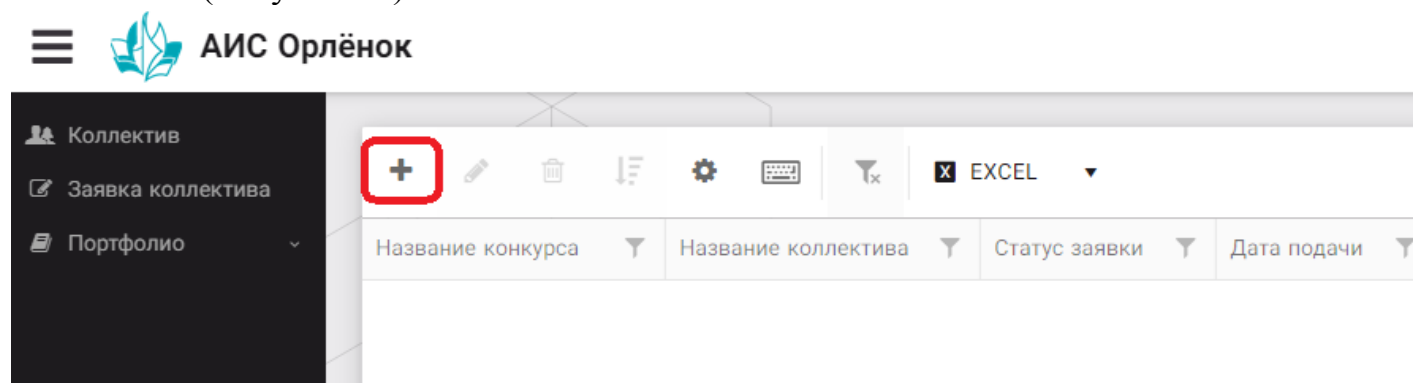 АИС Орлёнок
Коллектив
Заявка коллектива
Портфолио
X EXCEL
Название конкурса Название коллектива Статус заявки Дата подачи